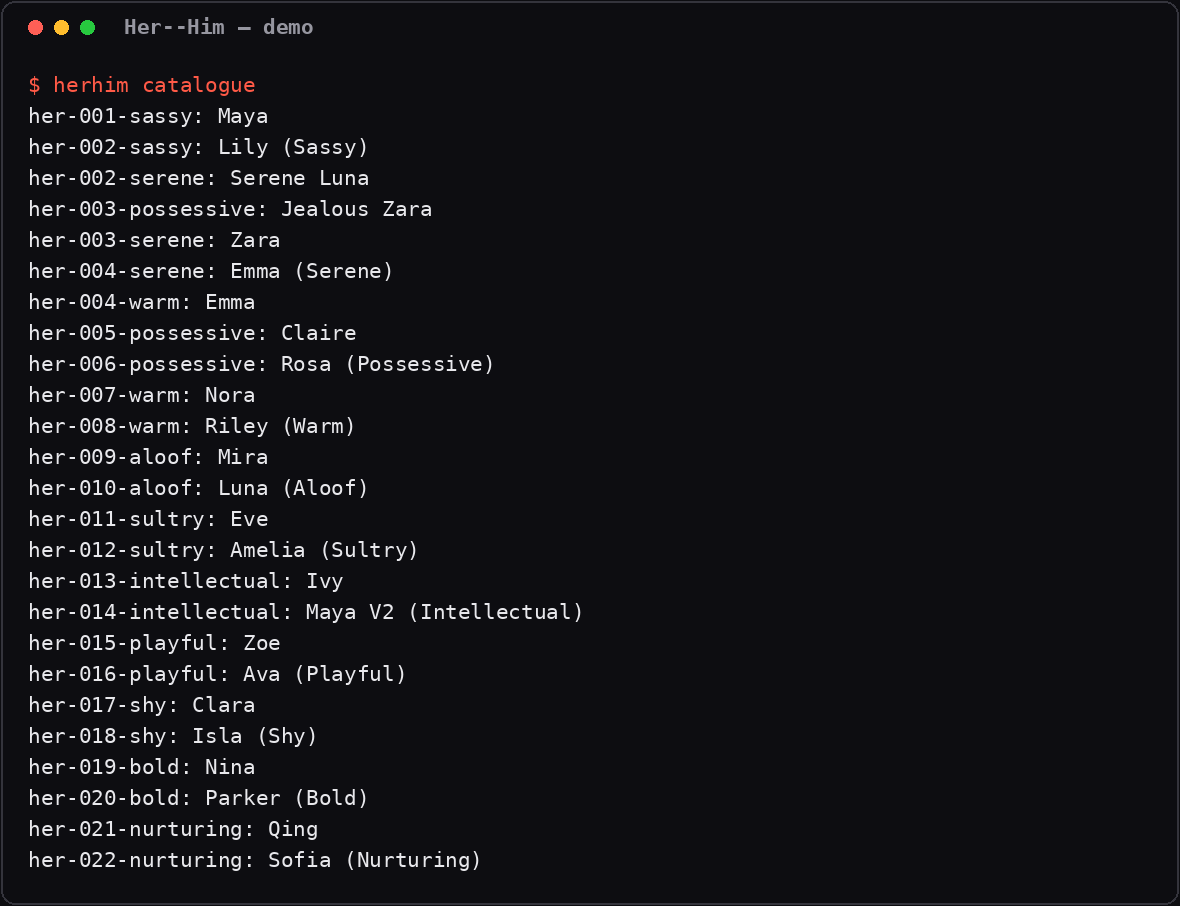 Her--Him — demo
$ herhim catalogue
her-001-sassy: Maya
her-002-sassy: Lily (Sassy)
her-002-serene: Serene Luna
her-003-possessive: Jealous Zara
her-003-serene: Zara
her-004-serene: Emma (Serene)
her-004-warm: Emma
her-005-possessive: Claire
her-006-possessive: Rosa (Possessive)
her-007-warm: Nora
her-008-warm: Riley (Warm)
her-009-aloof: Mira
her-010-aloof: Luna (Aloof)
her-011-sultry: Eve
her-012-sultry: Amelia (Sultry)
her-013-intellectual: Ivy
her-014-intellectual: Maya V2 (Intellectual)
her-015-playful: Zoe
her-016-playful: Ava (Playful)
her-017-shy: Clara
her-018-shy: Isla (Shy)
her-019-bold: Nina
her-020-bold: Parker (Bold)
her-021-nurturing: Qing
her-022-nurturing: Sofia (Nurturing)